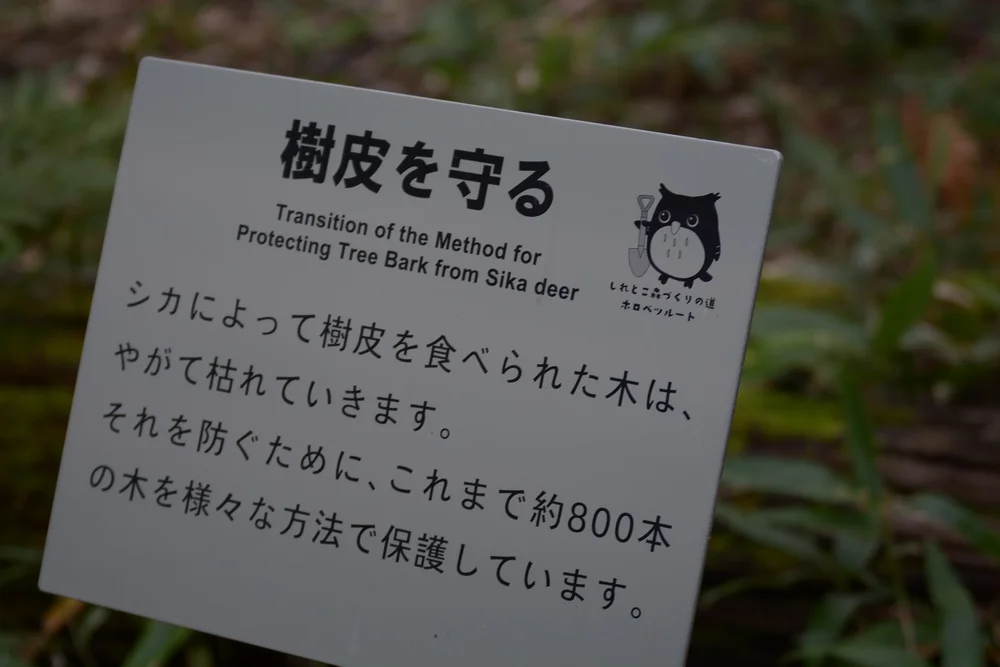 樹皮を守る
Transition of the Method for
Protecting Tree Bark from Sika deer
しれとこ森づくりの道
ホロベツルート
シカによって樹皮を食べられた木は、
やがて枯れていきます。
それを防ぐために、これまで約800本
の木を様々な方法で保護しています。